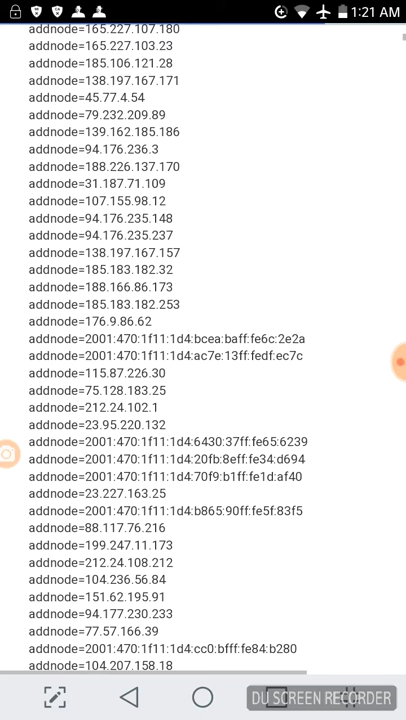 1:21 AM
addnode=165.227.107.180
addnode=165.227.103.23
addnode=185.106.121.28
addnode=138.197.167.171
addnode=45.77.4.54
addnode=79.232.209.89
addnode=139.162.185.186
addnode=94.176.236.3
addnode=188.226.137.170
addnode=31.187.71.109
addnode=107.155.98.12
addnode=94.176.235.148
addnode=94.176.235.237
addnode=138.197.167.157
addnode=185.183.182.32
addnode=188.166.86.173
addnode=185.183.182.253
addnode=176.9.86.62
addnode=2001:470:1f11:1d4:bcea:baff:fe6c:2e2a
addnode=2001:470:1f11:1d4:ac7e:13ff:fedf:ec7c
addnode=115.87.226.30
addnode=75.128.183.25
addnode=212.24.102.1
addnode=23.95.220.132
addnode=2001:470:1f11:1d4:6430:37ff:fe65:6239
addnode=2001:470:1f11:1d4:20fb:8eff:fe34:d694
addnode=2001:470:1f11:1d4:70f9:b1ff:fe1d:af40
addnode=23.227.163.25
addnode=2001:470:1f11:1d4:b865:90ff:fe5f:83f5
addnode=88.117.76.216
addnode=199.247.11.173
addnode=212.24.108.212
addnode=104.236.56.84
addnode=151.62.195.91
addnode=94.177.230.233
addnode=77.57.166.39
addnode=2001:470:1f11:1d4:cc0:bfff:fe84:b280
addnode=104.207.158.18
DU SCREEN RECORDER